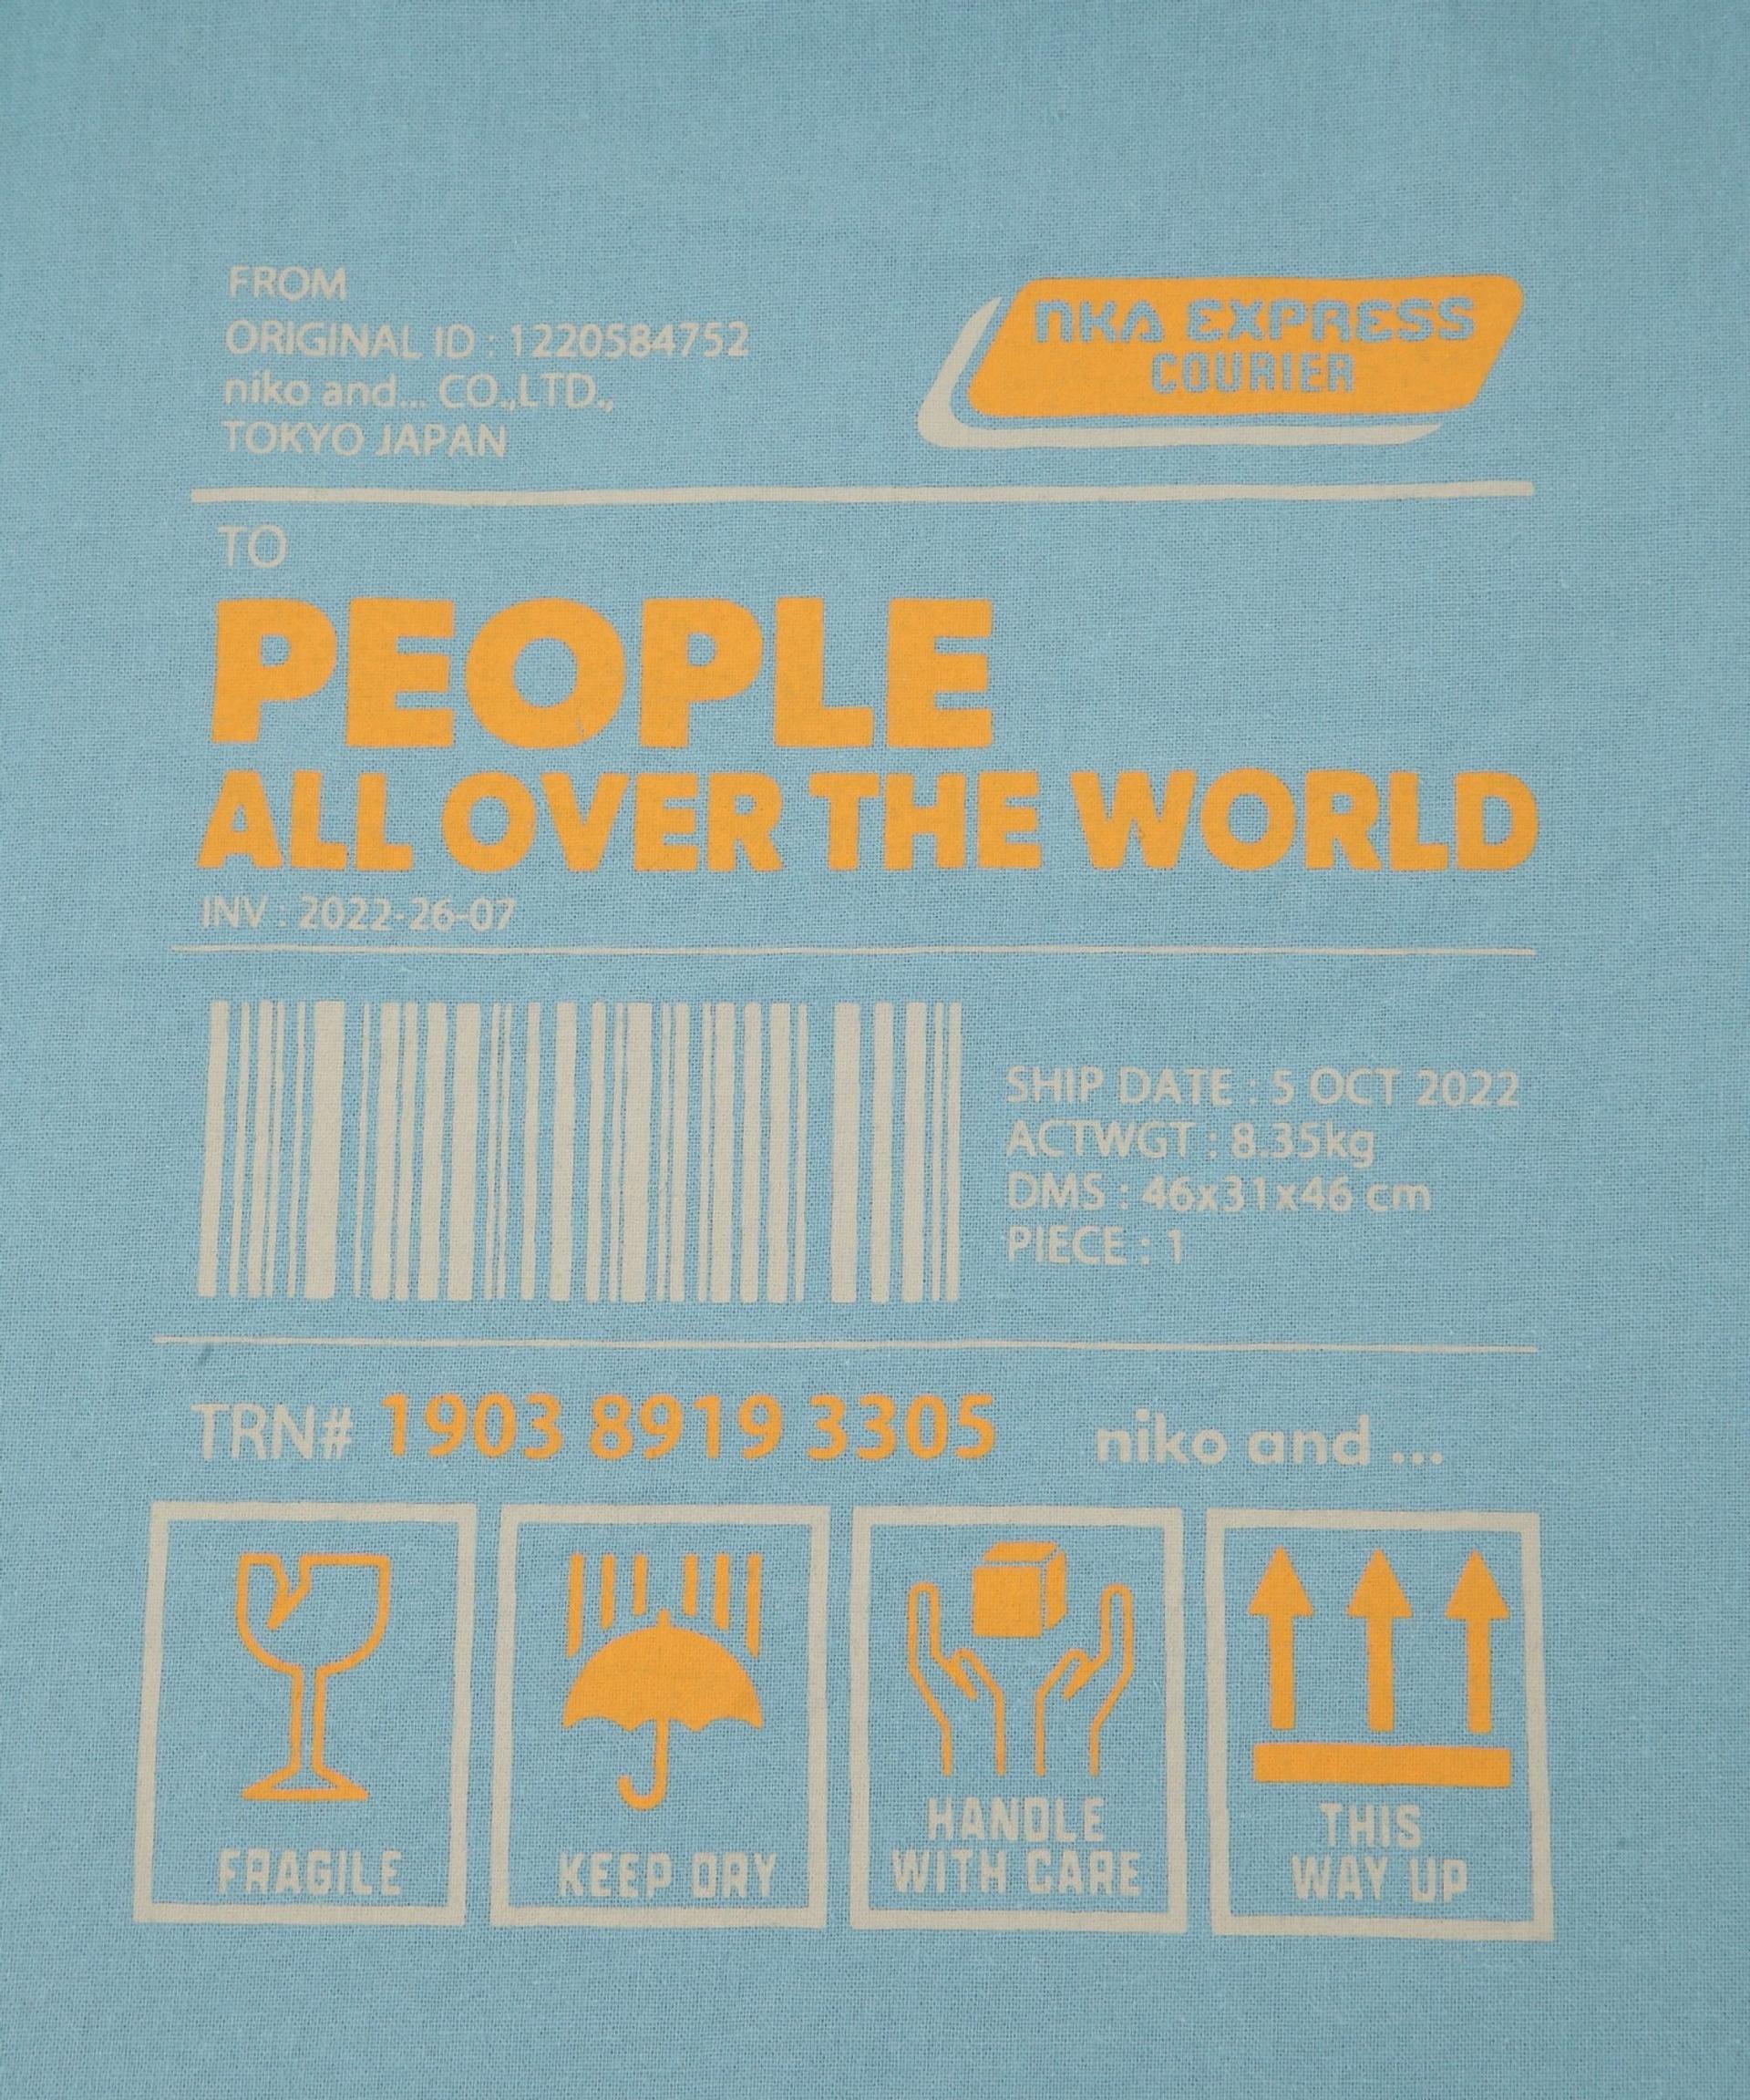 FROM
ORIGINAL ID : 1220584752
niko and... CO.,LTD.,
TOKYO JAPAN
NKA EXPRESS
COURIER
TO
PEOPLE
ALL OVER THE WORLD
INV : 2022-26-07
SHIP DATE : 5 OCT 2022
ACTWGT : 8.35kg
DMS : 46x31x46 cm
PIECE : 1
TRN# 1903 8919 3305
niko and ...
FRAGILE
KEEP DRY
HANDLE
WITH CARE
THIS
WAY UP